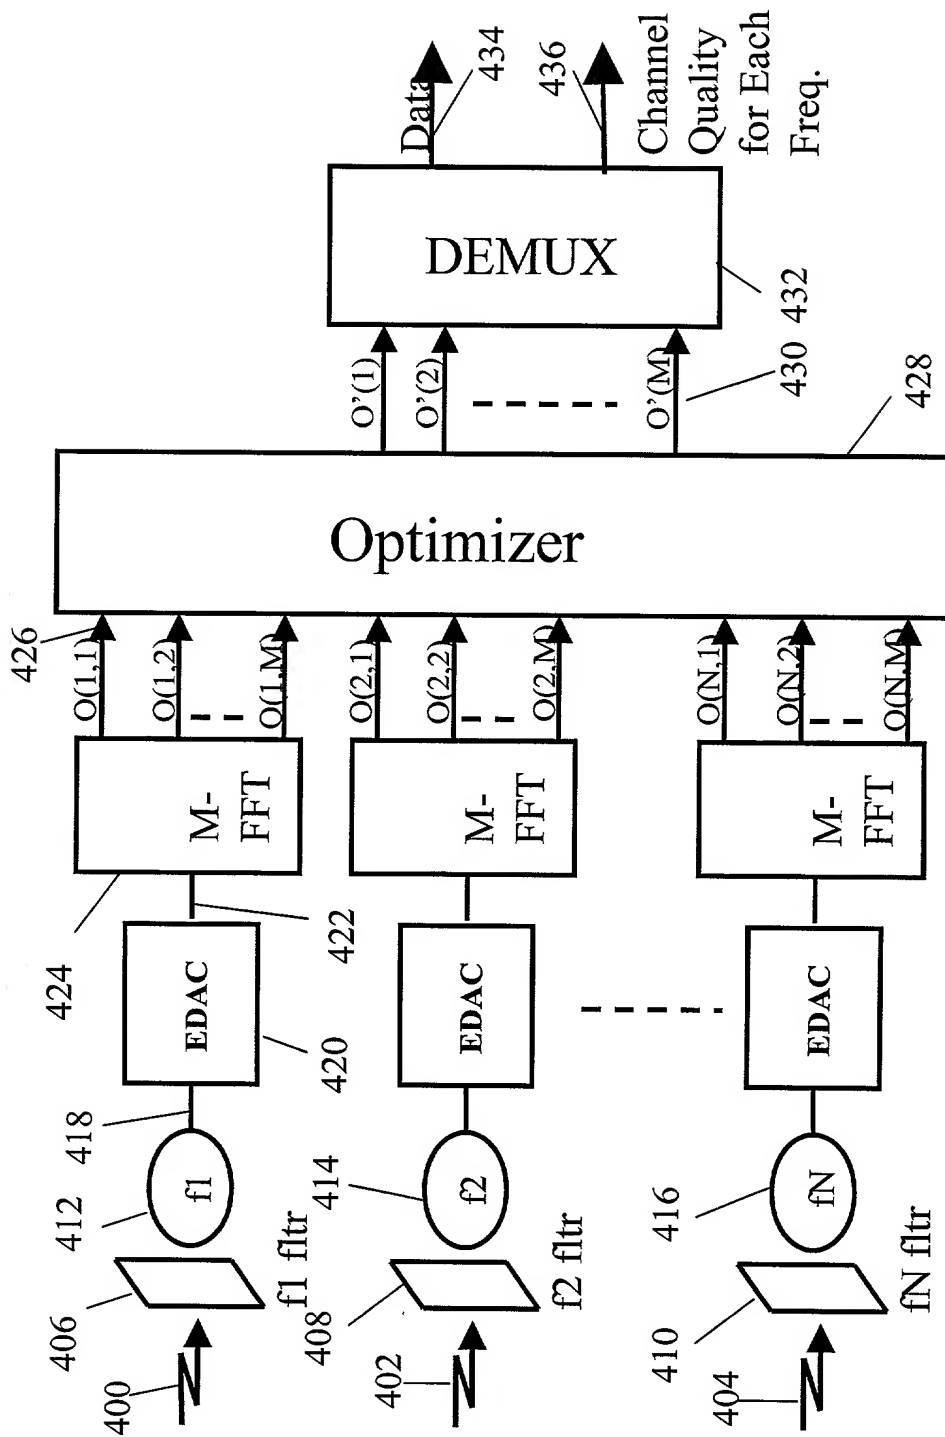 400
406
412
418
420
422
424
426
f1 fltr
f1
EDAC
M-
FFT
O(1,1)
O(1,2)
O(1,M)
402
408
414
f2 fltr
f2
EDAC
M-
FFT
O(2,1)
O(2,2)
O(2,M)
404
410
416
fN fltr
fN
EDAC
M-
FFT
O(N,1)
O(N,2)
O(N,M)
Optimizer
428
O'(1)
O'(2)
O'(M)
430
DEMUX
432
Data
434
436
Channel
Quality
for Each
Freq.